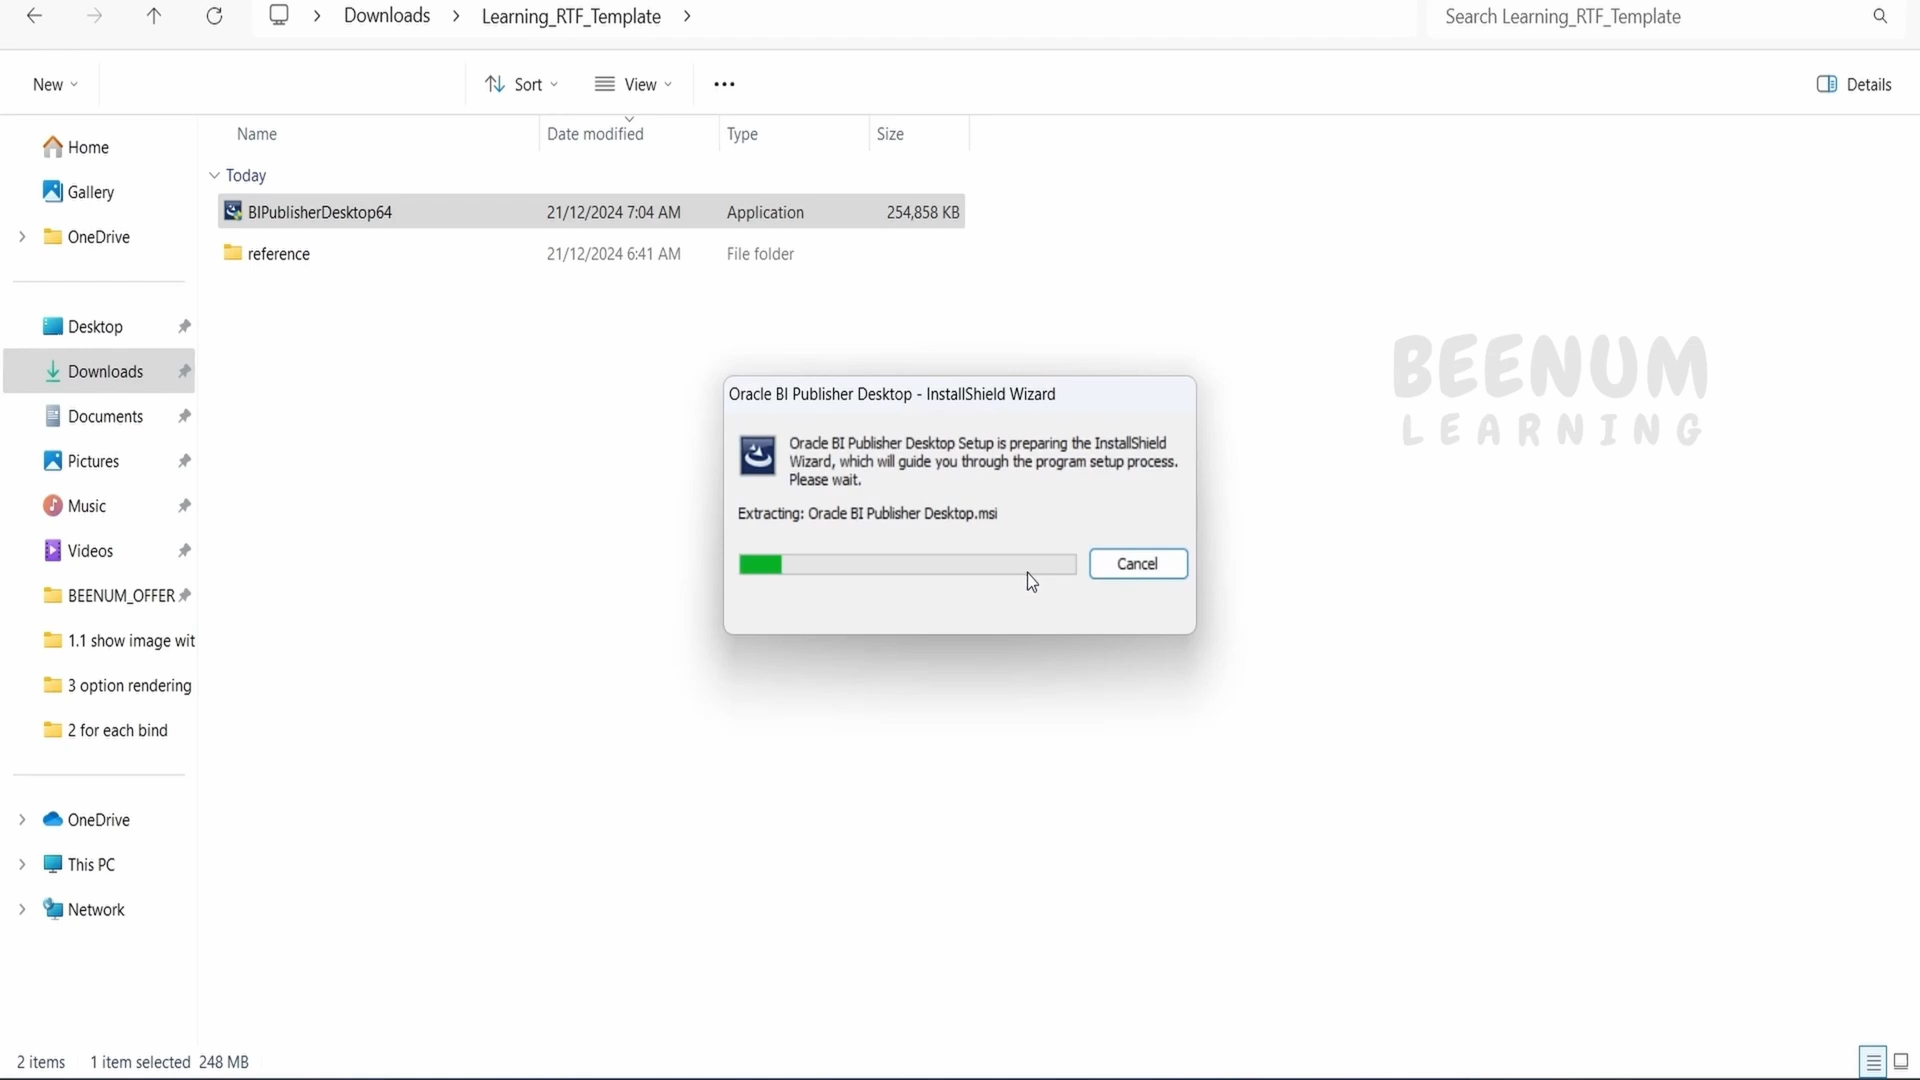 Downloads
Learning_RTF_Template
Search Learning_RTF_Template
New
Sort
View
Details
Name
Date modified
Type
Size
Home
Today
Gallery
BIPublisherDesktop64
21/12/2024 7:04 AM
Application
254,858 KB
OneDrive
reference
21/12/2024 6:41 AM
File folder
Desktop
Downloads
Documents
Pictures
Music
Videos
BEENUM_OFFER
1.1 show image wit
3 option rendering
2 for each bind
OneDrive
This PC
Network
Oracle BI Publisher Desktop - InstallShield Wizard
Oracle BI Publisher Desktop Setup is preparing the InstallShield
Wizard, which will guide you through the program setup process.
Please wait.
Extracting: Oracle BI Publisher Desktop.msi
Cancel
BEENUM
LEARNING
2 items
1 item selected 248 MB